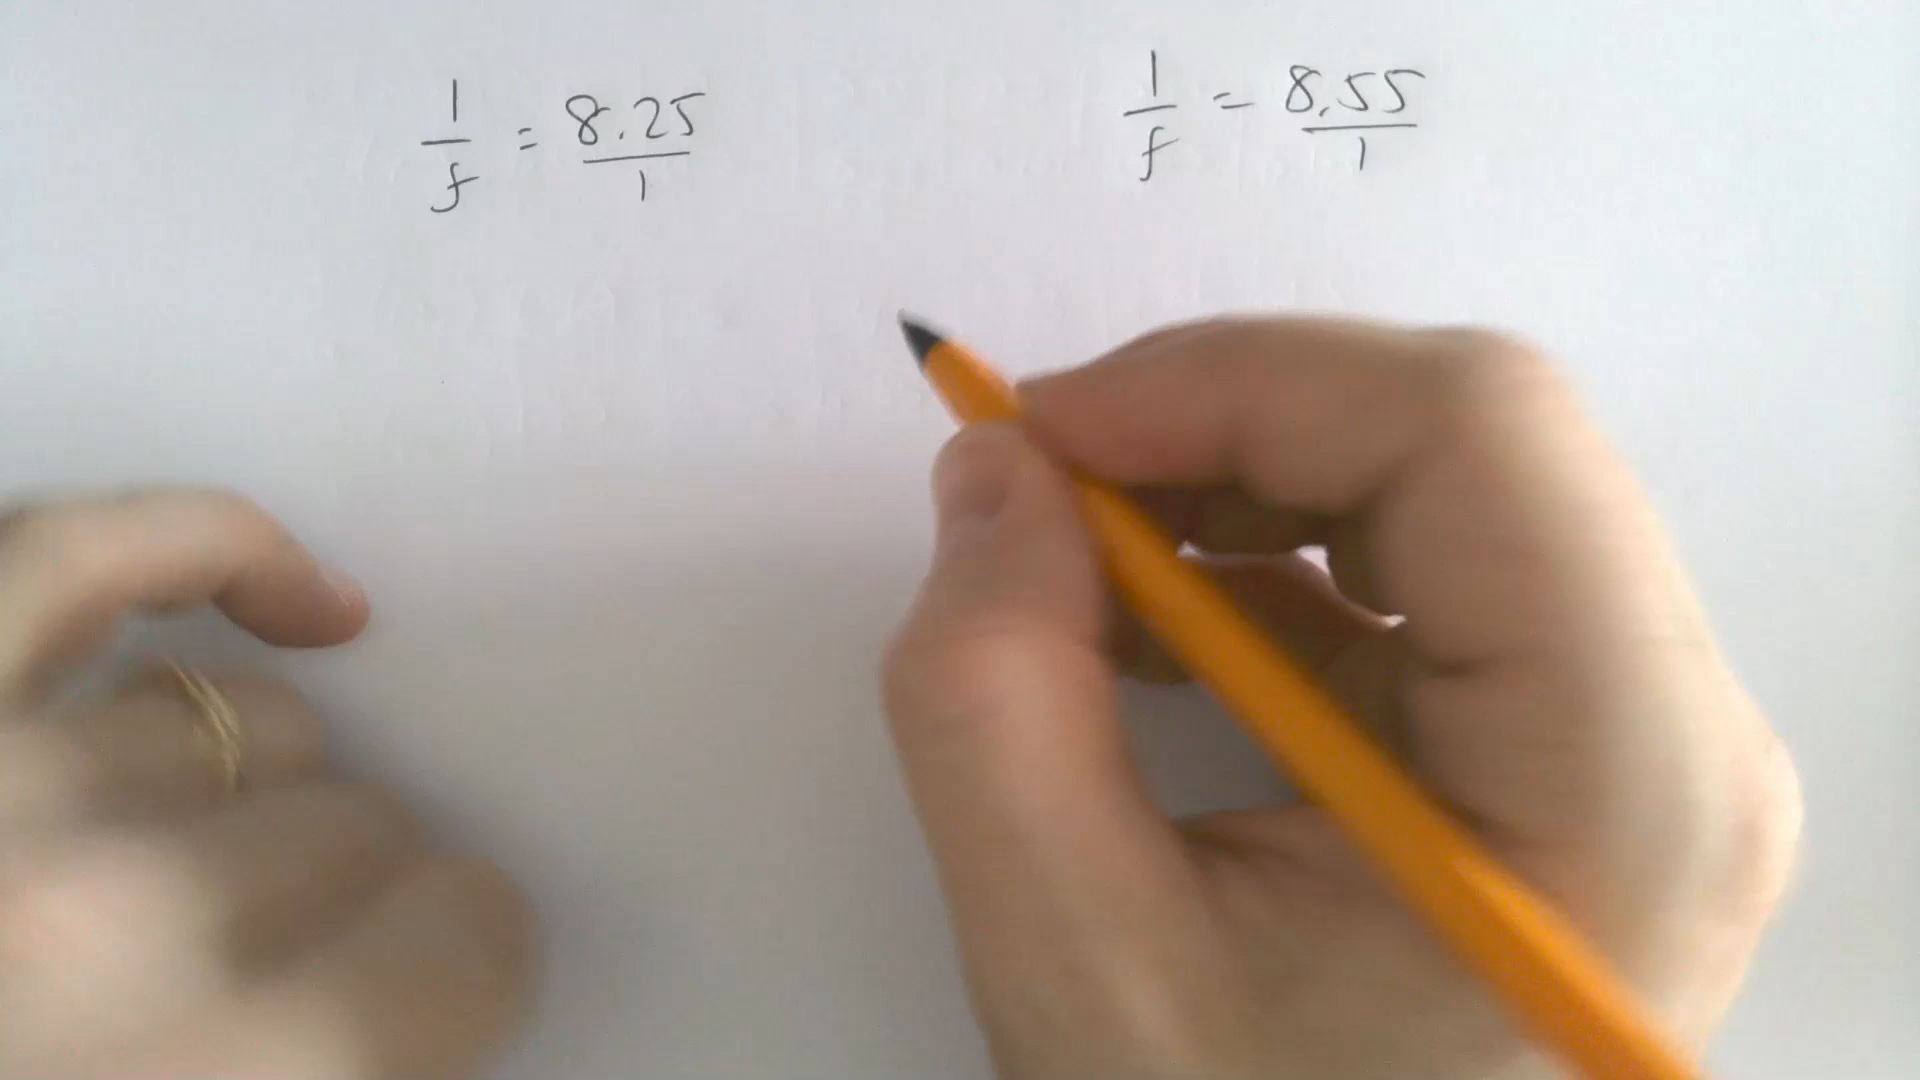 1/f = 8.25/1
1/f = 8.55/1